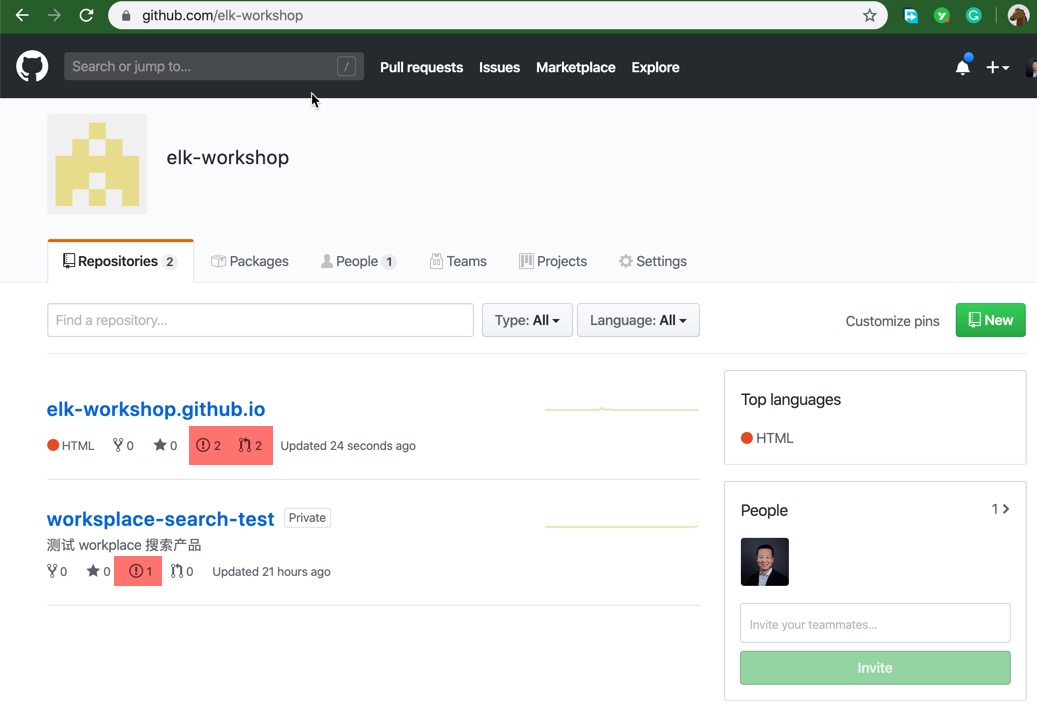 github.com/elk-workshop
Search or jump to... /
Pull requests Issues Marketplace Explore
elk-workshop
Repositories 2 Packages People 1 Teams Projects Settings
Find a repository... Type: All Language: All Customize pins New
elk-workshop.github.io
HTML 0 0 2 2 Updated 24 seconds ago
worksplace-search-test Private
测试 workplace 搜索产品
0 0 1 0 Updated 21 hours ago
Top languages
HTML
People 1
Invite your teammates...
Invite